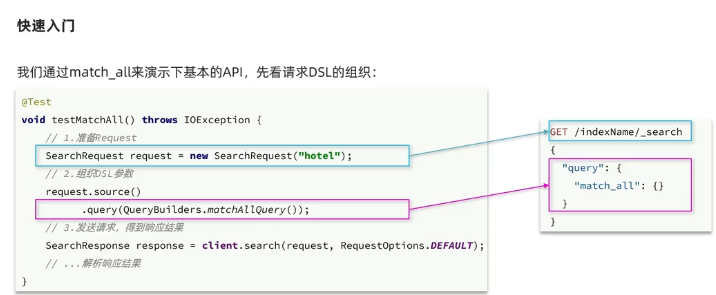 快速入门
我们通过match_all来演示下基本的API，先看请求DSL的组织：
@Test
void testMatchAll() throws IOException {
// 1.准备Request
SearchRequest request = new SearchRequest("hotel");
// 2.组织DSL参数
request.source()
.query(QueryBuilders.matchAllQuery());
// 3.发送请求，得到响应结果
SearchResponse response = client.search(request, RequestOptions.DEFAULT);
// ...解析响应结果
}
GET /indexName/_search
{
"query": {
"match_all": {}
}
}